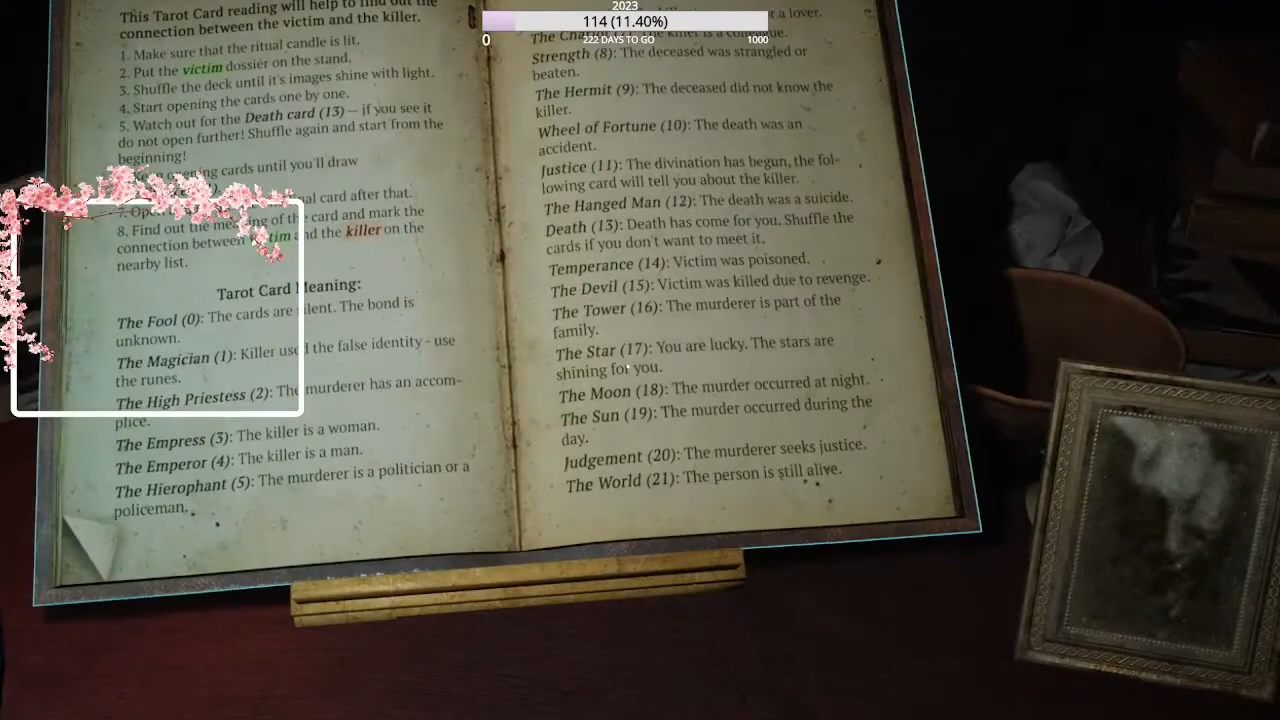 2023
114 (11.40%)
0
222 DAYS TO GO
1000
This Tarot Card reading will help to find out the
connection between the victim and the killer.
1. Make sure that the ritual candle is lit.
2. Put the victim dossier on the stand.
3. Shuffle the deck until it's images shine with light.
4. Start opening the cards one by one.
5. Watch out for the Death card (13) – if you see it
do not open further! Shuffle again and start from the
beginning!
opening cards until you'll draw
7. Open card after that.
8. Find out the meaning of the card and mark the
connection between victim and the killer on the
nearby list.
Tarot Card Meaning:
The Fool (0): The cards are silent. The bond is
unknown.
The Magician (1): Killer used the false identity - use
the runes.
The High Priestess (2): The murderer has an accom-
plice.
The Empress (3): The killer is a woman.
The Emperor (4): The killer is a man.
The Hierophant (5): The murderer is a politician or a
policeman.
or a lover.
The killer is a colleague.
Strength (8): The deceased was strangled or
beaten.
The Hermit (9): The deceased did not know the
killer.
Wheel of Fortune (10): The death was an
accident.
Justice (11): The divination has begun, the fol-
lowing card will tell you about the killer.
The Hanged Man (12): The death was a suicide.
Death (13): Death has come for you. Shuffle the
cards if you don't want to meet it.
Temperance (14): Victim was poisoned.
The Devil (15): Victim was killed due to revenge.
The Tower (16): The murderer is part of the
family.
The Star (17): You are lucky. The stars are
shining for you.
The Moon (18): The murder occurred at night.
The Sun (19): The murder occurred during the
day.
Judgement (20): The murderer seeks justice.
The World (21): The person is still alive.